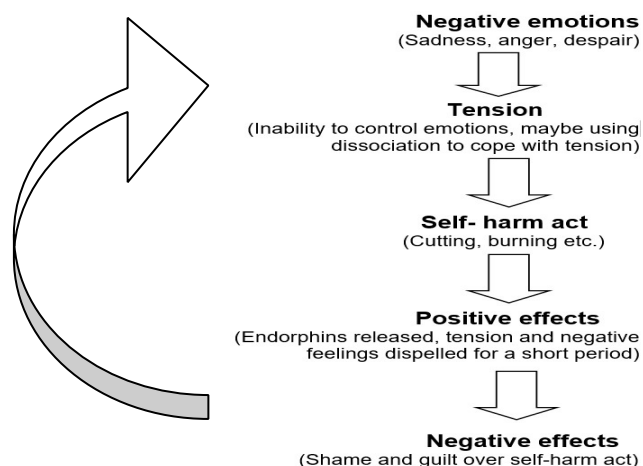 Negative emotions
(Sadness, anger, despair)
Tension
(Inability to control emotions, maybe using
dissociation to cope with tension)
Self- harm act
(Cutting, burning etc.)
Positive effects
(Endorphins released, tension and negative
feelings dispelled for a short period)
Negative effects
(Shame and guilt over self-harm act)